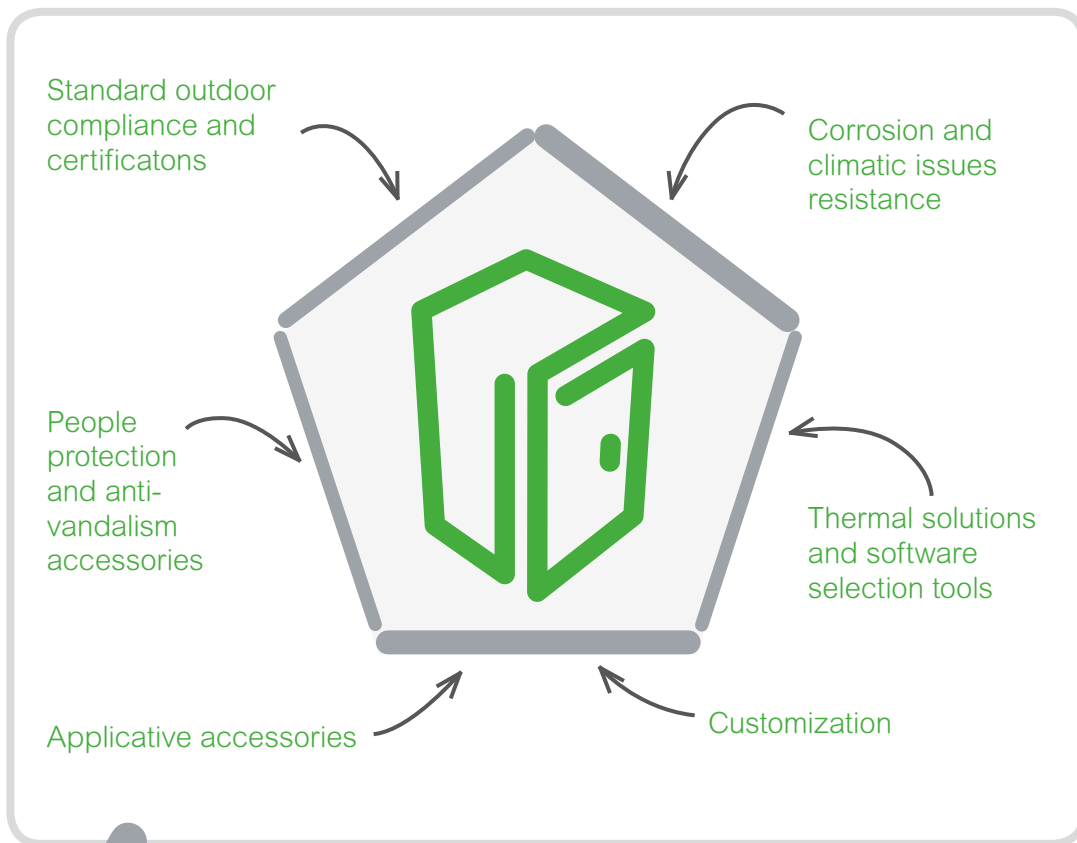 Standard outdoor
compliance and
certificatons
Corrosion and
climatic issues
resistance
People
protection
and anti-
vandalism
accessories
Thermal solutions
and software
selection tools
Applicative accessories
Customization